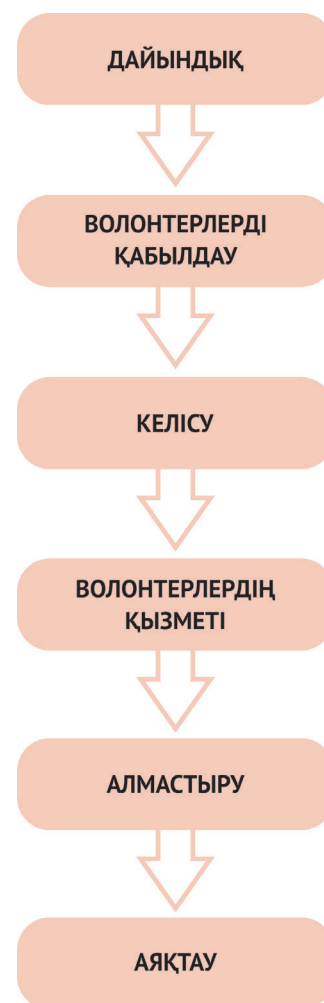 ДАЙЫНДЫҚ
ВОЛОНТЕРЛЕРДІ
ҚАБЫЛДАУ
КЕЛІСУ
ВОЛОНТЕРЛЕРДІҢ
ҚЫЗМЕТІ
АЛМАСТЫРУ
АЯҚТАУ